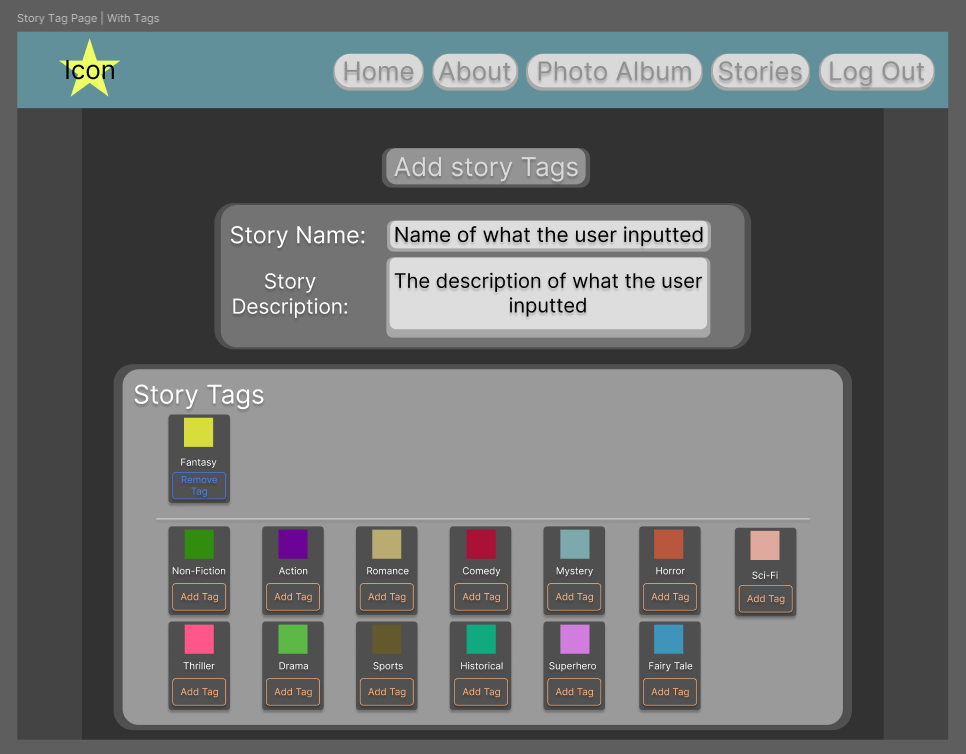 Story Tag Page | With Tags
Icon
Home
About
Photo Album
Stories
Log Out
Add story Tags
Story Name:
Name of what the user inputted
Story
Description:
The description of what the user
inputted
Story Tags
Fantasy
Remove
Tag
Non-Fiction
Action
Romance
Comedy
Mystery
Horror
Sci-Fi
Add Tag
Add Tag
Add Tag
Add Tag
Add Tag
Add Tag
Add Tag
Thriller
Drama
Sports
Historical
Superhero
Fairy Tale
Add Tag
Add Tag
Add Tag
Add Tag
Add Tag
Add Tag